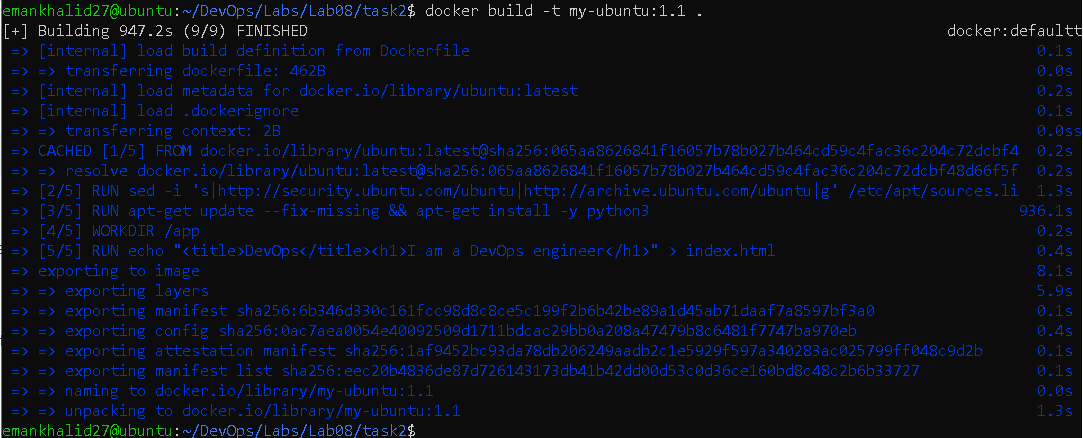 emankhalid27@ubuntu:~/DevOps/Labs/Lab08/task2$ docker build -t my-ubuntu:1.1 .
[+] Building 947.2s (9/9) FINISHED docker:defaultt
=> [internal] load build definition from Dockerfile 0.1s
=> => transferring dockerfile: 462B 0.0s
=> [internal] load metadata for docker.io/library/ubuntu:latest 0.2s
=> [internal] load .dockerignore 0.1s
=> => transferring context: 2B 0.0ss
=> CACHED [1/5] FROM docker.io/library/ubuntu:latest@sha256:065aa8626841f16057b78b027b464cd59c4fac36c204c72dcbf4 0.2s
=> => resolve docker.io/library/ubuntu:latest@sha256:065aa8626841f16057b78b027b464cd59c4fac36c204c72dcbf48d66f5f 0.2s
=> [2/5] RUN sed -i 's|http://security.ubuntu.com/ubuntu|http://archive.ubuntu.com/ubuntu|g' /etc/apt/sources.li 1.3s
=> [3/5] RUN apt-get update --fix-missing && apt-get install -y python3 936.1s
=> [4/5] WORKDIR /app 0.2s
=> [5/5] RUN echo "<title>DevOps</title><h1>I am a DevOps engineer</h1>" > index.html 0.4s
=> exporting to image 8.1s
=> => exporting layers 5.9s
=> => exporting manifest sha256:6b346d330c161fcc98d8c8ce5c199f2b6b42be89a1d45ab71daaf7a8597bf3a0 0.1s
=> => exporting config sha256:0ac7aea0054e40092509d1711bdcac29bb0a208a47479b8c6481f7747ba970eb 0.4s
=> => exporting attestation manifest sha256:1af9452bc93da78db206249aadb2c1e5929f597a340283ac025799ff048c9d2b 0.1s
=> => exporting manifest list sha256:eec20b4836de87d726143173db41b42dd00d53c0d36ce160bd8c48c2b6b33727 0.1s
=> => naming to docker.io/library/my-ubuntu:1.1 0.0s
=> => unpacking to docker.io/library/my-ubuntu:1.1 1.3s
emankhalid27@ubuntu:~/DevOps/Labs/Lab08/task2$